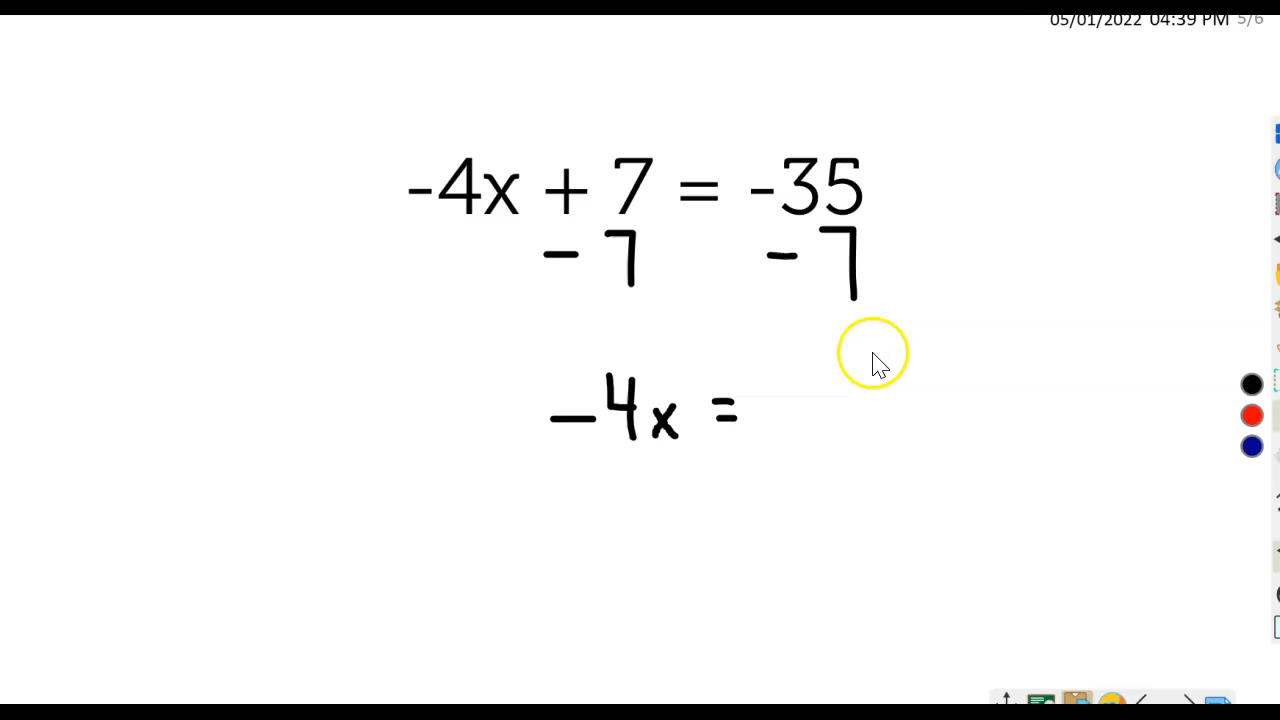 05/01/2022 04:39 PM 5/6
-4x + 7 = -35
- 7 - 7
-4x =